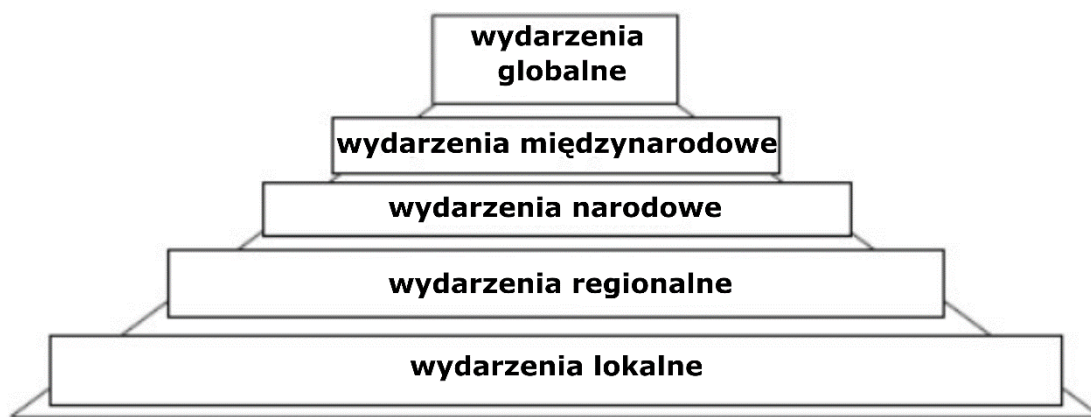 wydarzenia
globalne
wydarzenia międzynarodowe
wydarzenia narodowe
wydarzenia regionalne
wydarzenia lokalne